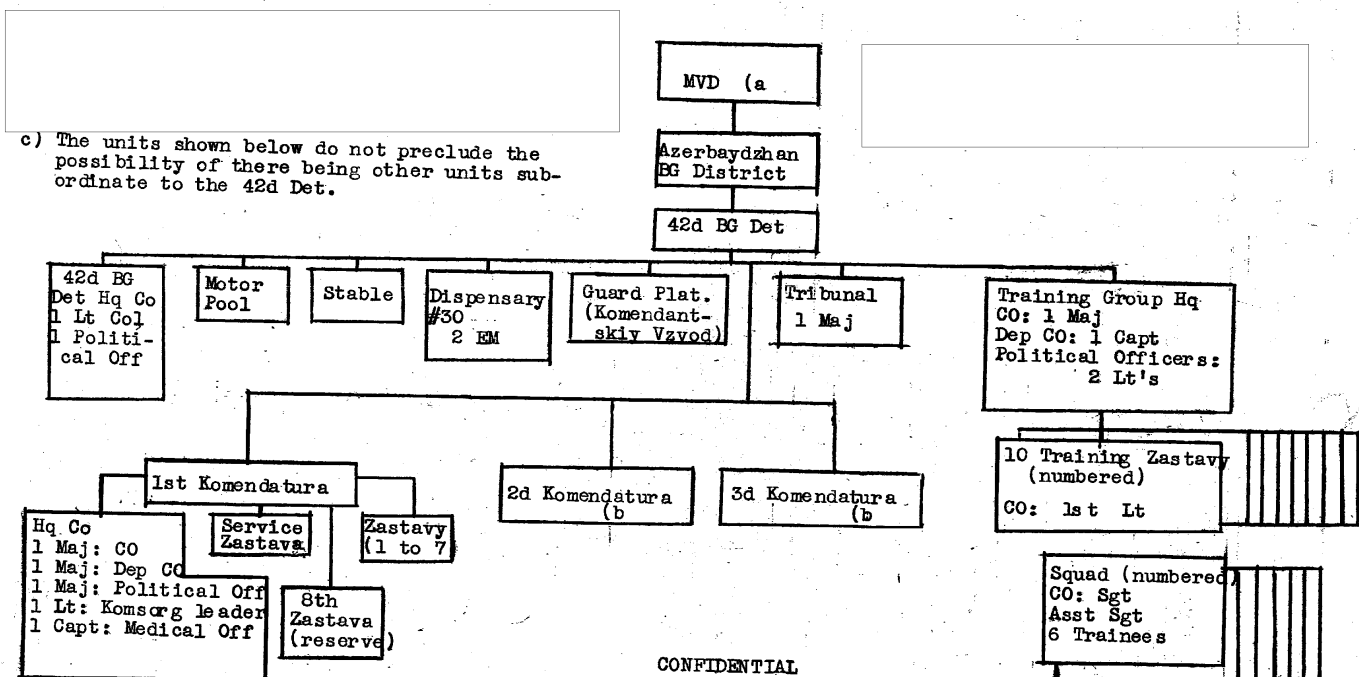 MVD (a
c) The units shown below do not preclude the
possibility of there being other units sub-
ordinate to the 42d Det.
Azerbaydzhan
BG District
42d BG Det
42d BG
Det Hq Co
1 Lt Col
1 Politi-
cal Off
Motor
Pool
Stable
Dispensary
#30
2 EM
Guard Plat.
(Komendant-
skiy Vzvod)
Tribunal
1 Maj
Training Group Hq
CO: 1 Maj
Dep CO: 1 Capt
Political Officers:
2 Lt's
1st Komendatura
2d Komendatura
(b
3d Komendatura
(b
10 Training Zastavy
(numbered)
CO: 1st Lt
Hq Co
1 Maj: CO
1 Maj: Dep CO
1 Maj: Political Off
1 Lt: Komsorg leader
1 Capt: Medical Off
Service
Zastava
Zastavy
(1 to 7
8th
Zastava
(reserve)
Squad (numbered)
CO: Sgt
Asst Sgt
6 Trainees
CONFIDENTIAL